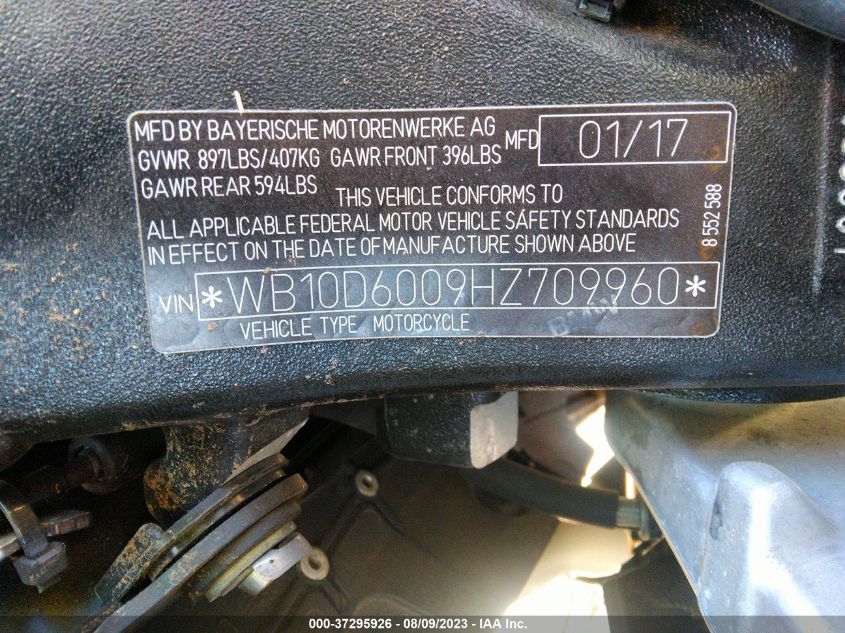 MFD BY BAYERISCHE MOTORENWERKE AG
GVWR 897LBS/407KG GAWR FRONT 396LBS
GAWR REAR 594LBS
MFD 01/17
THIS VEHICLE CONFORMS TO
ALL APPLICABLE FEDERAL MOTOR VEHICLE SAFETY STANDARDS
IN EFFECT ON THE DATE OF MANUFACTURE SHOWN ABOVE
8 552 588
VIN *WB10D6009HZ709960*
VEHICLE TYPE MOTORCYCLE
BMW
000-37295926 - 08/09/2023 - IAA Inc.